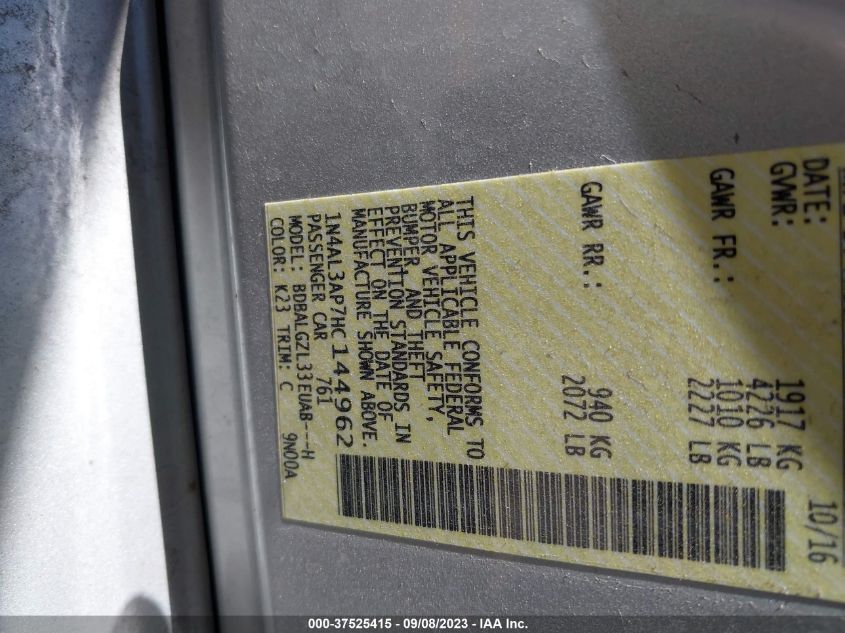 DATE: 10/16
GVWR: 1917 KG
4226 LB
GAWR FR.: 1010 KG
2227 LB
GAWR RR.: 940 KG
2072 LB
THIS VEHICLE CONFORMS TO
ALL APPLICABLE FEDERAL
MOTOR VEHICLE SAFETY,
BUMPER, AND THEFT
PREVENTION STANDARDS IN
EFFECT ON THE DATE OF
MANUFACTURE SHOWN ABOVE.
1N4AL3AP7HC144962
PASSENGER CAR 761
MODEL: BDBALGZL33EUAB---H
COLOR: K23 TRIM: C 9N00A
000-37525415 - 09/08/2023 - IAA Inc.